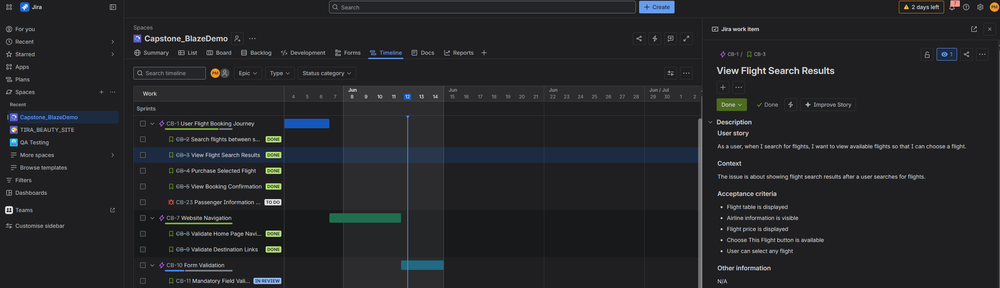 Jira
Search
Create
2 days left
7
PM
For you
Recent
Starred
Apps
Plans
Spaces
Recent
Capstone_BlazeDemo
TIRA_BEAUTY_SITE
QA Testing
More spaces
Browse templates
Filters
Dashboards
Teams
Customise sidebar
Spaces
Capstone_BlazeDemo
Summary List Board Backlog Development Forms Timeline Docs Reports
Search timeline PM Epic Type Status category
Work
Jun Jun Jun Jun / Jul
4 5 6 7 8 9 10 11 12 13 14 15 16 17 18 19 20 21 22 23 24 25 26 27 28 29 30 1 2
Sprints
CB-1 User Flight Booking Journey
CB-2 Search flights between s... DONE
CB-3 View Flight Search Results DONE
CB-4 Purchase Selected Flight DONE
CB-5 View Booking Confirmation DONE
CB-23 Passenger Information ... TO DO
CB-7 Website Navigation
CB-8 Validate Home Page Navi... DONE
CB-9 Validate Destination Links DONE
CB-10 Form Validation
CB-11 Mandatory Field Vali... IN REVIEW
Jira work item
CB-1 / CB-3
1
View Flight Search Results
Done Done Improve Story
Description
User story
As a user, when I search for flights, I want to view available flights so that I can choose a flight.
Context
The issue is about showing flight search results after a user searches for flights.
Acceptance criteria
• Flight table is displayed
• Airline information is visible
• Flight price is displayed
• Choose This Flight button is available
• User can select any flight
Other information
N/A